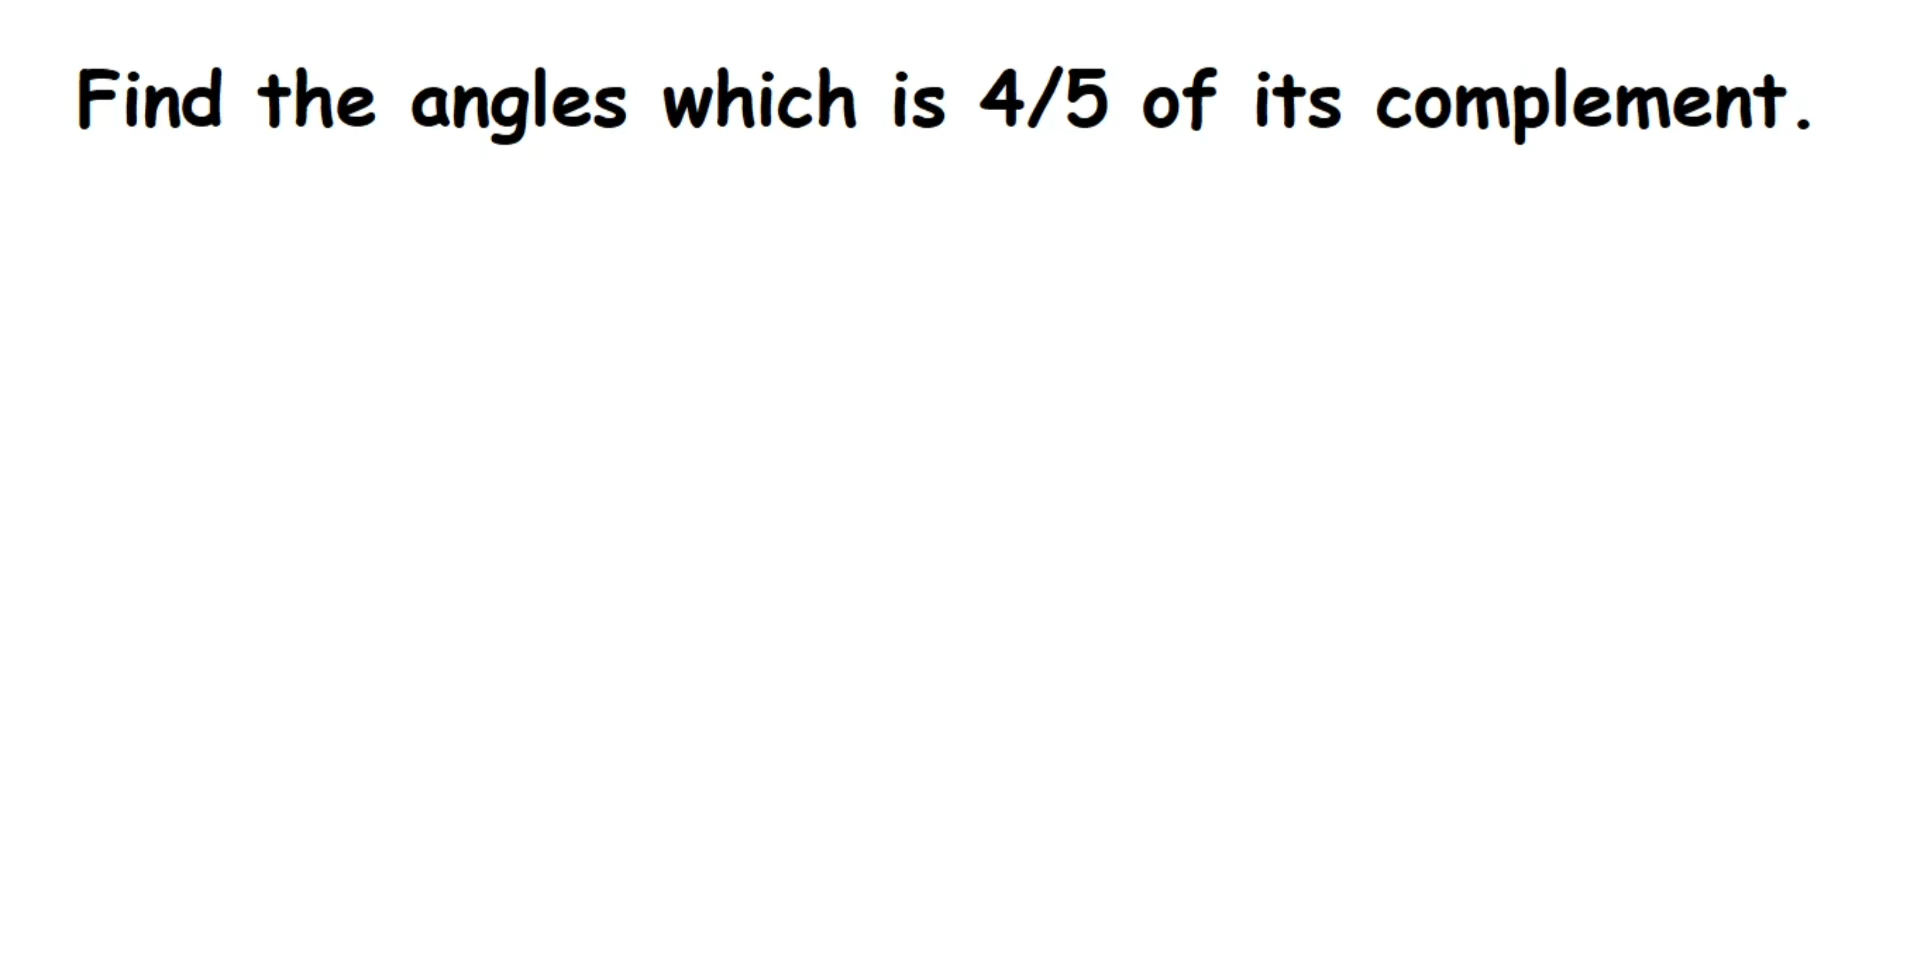 Find the angles which is 4/5 of its complement.